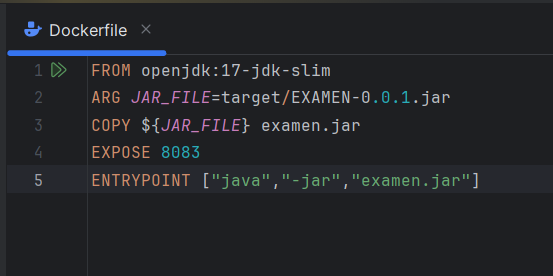 Dockerfile
1 FROM openjdk:17-jdk-slim
2 ARG JAR_FILE=target/EXAMEN-0.0.1.jar
3 COPY ${JAR_FILE} examen.jar
4 EXPOSE 8083
5 ENTRYPOINT ["java","-jar","examen.jar"]